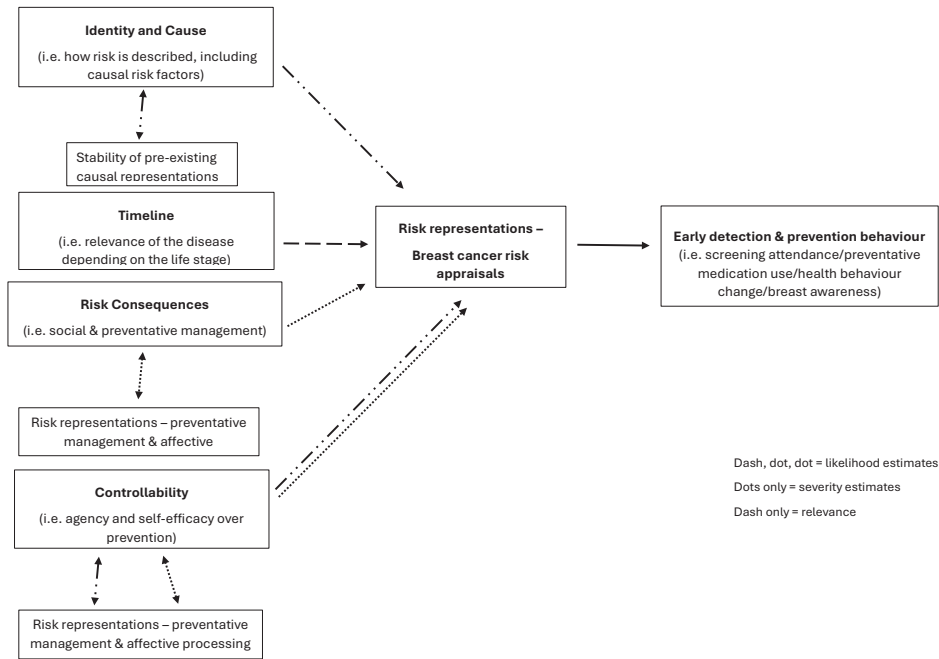 Identity and Cause
(i.e. how risk is described, including
causal risk factors)
Stability of pre-existing
causal representations
Timeline
(i.e. relevance of the disease
depending on the life stage)
Risk Consequences
(i.e. social & preventative management)
Risk representations – preventative
management & affective
Controllability
(i.e. agency and self-efficacy over
prevention)
Risk representations – preventative
management & affective processing
Risk representations –
Breast cancer risk
appraisals
Early detection & prevention behaviour
(i.e. screening attendance/preventative
medication use/health behaviour
change/breast awareness)
Dash, dot, dot = likelihood estimates
Dots only = severity estimates
Dash only = relevance